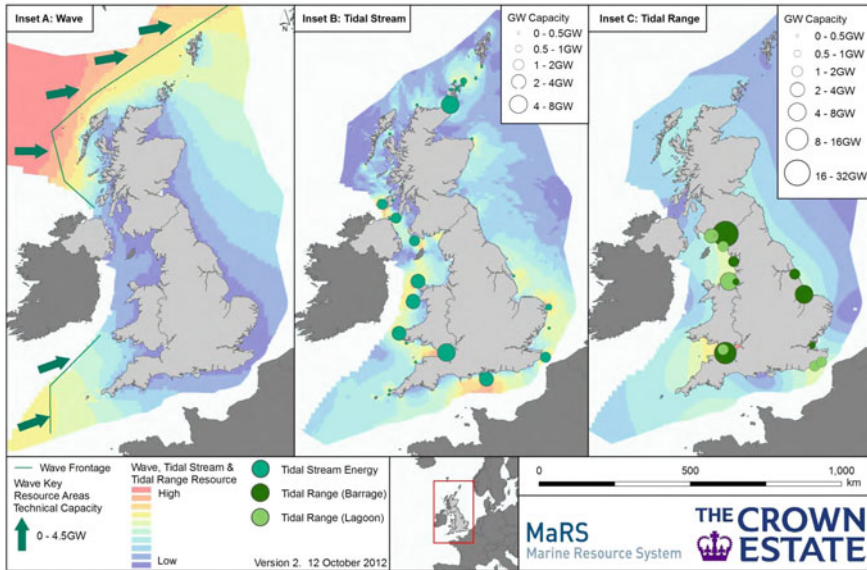 Inset A: Wave
Inset B: Tidal Stream
GW Capacity
0 - 0.5GW
0.5 - 1GW
1 - 2GW
2 - 4GW
4 - 8GW
Inset C: Tidal Range
GW Capacity
0 - 0.5GW
0.5 - 1GW
1 - 2GW
2 - 4GW
4 - 8GW
8 - 16GW
16 - 32GW
Wave Frontage
Wave Key
Resource Areas
Technical Capacity
0 - 4.5GW
Wave, Tidal Stream &
Tidal Range Resource
High
Low
Tidal Stream Energy
Tidal Range (Barrage)
Tidal Range (Lagoon)
Version 2. 12 October 2012
0 500 1,000
km
MaRS
Marine Resource System
THE CROWN
ESTATE